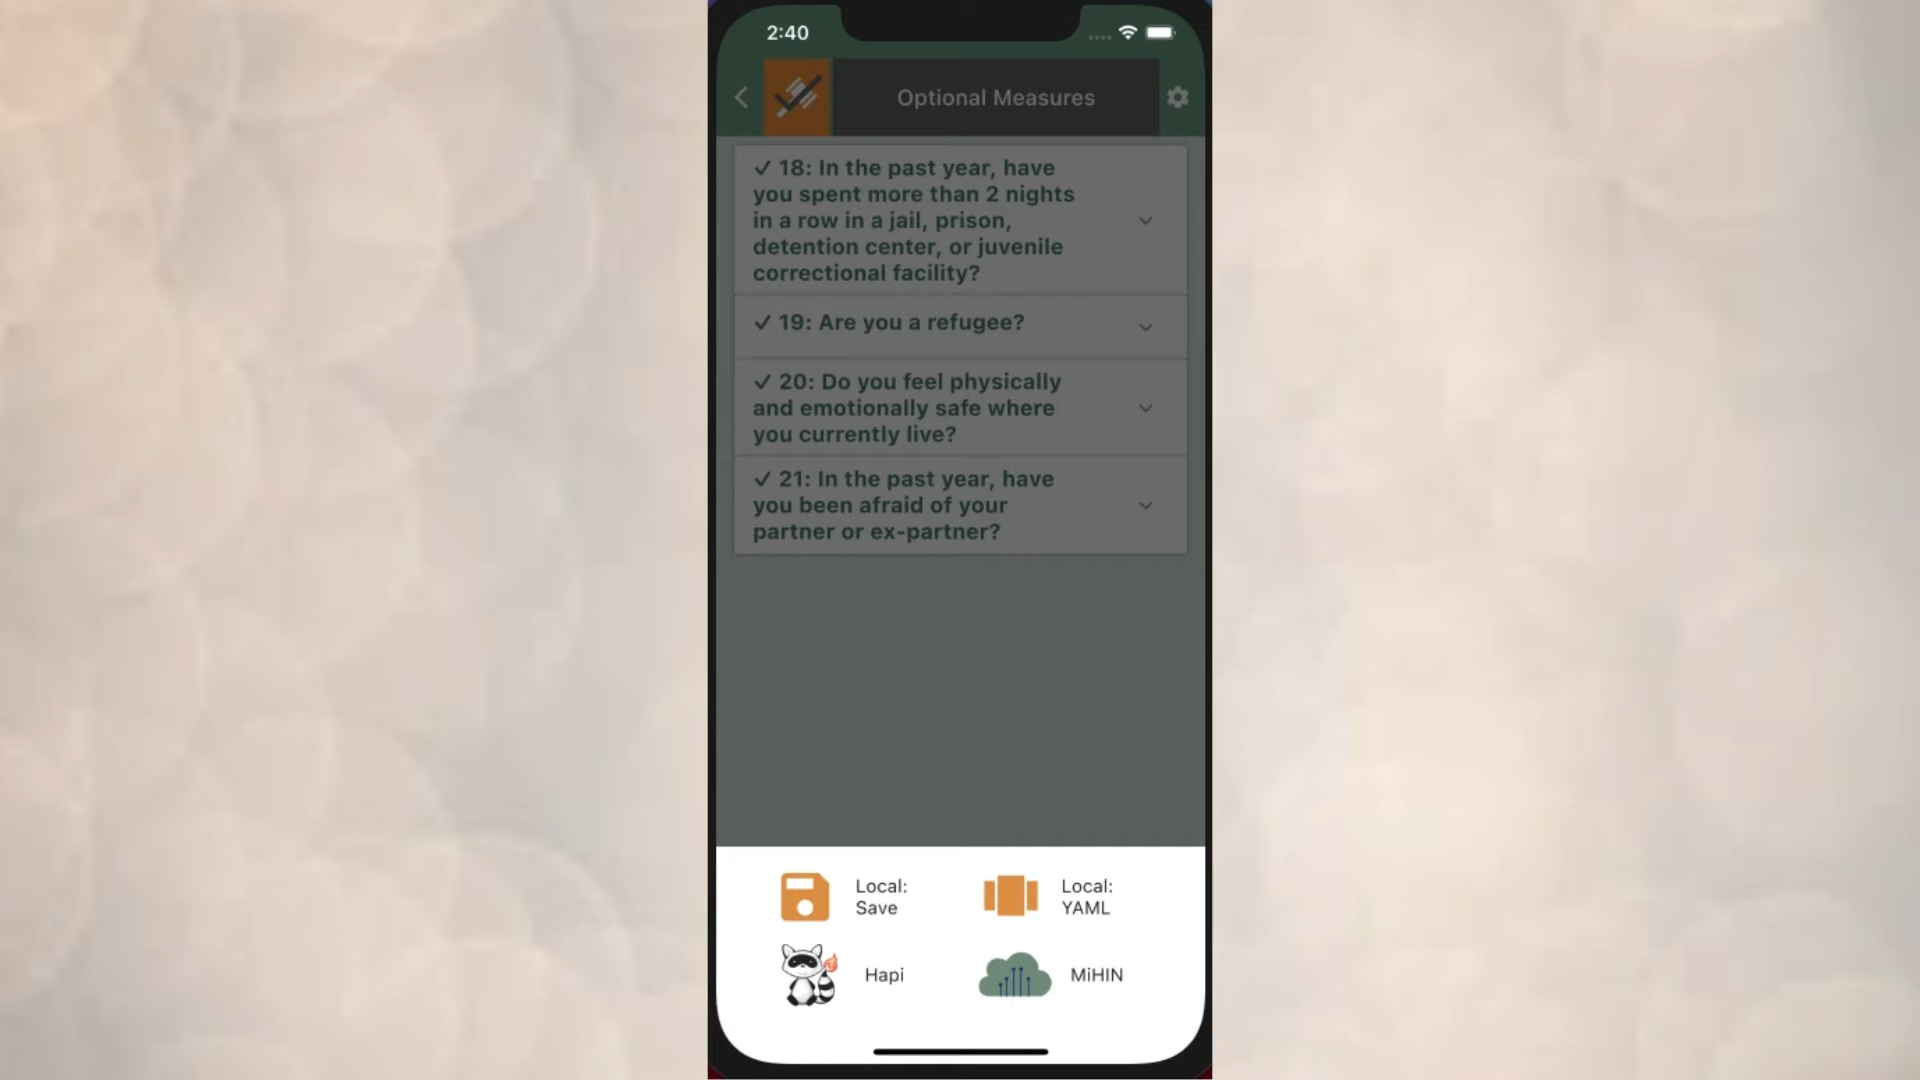 2:40
Optional Measures
✓ 18: In the past year, have
you spent more than 2 nights
in a row in a jail, prison,
detention center, or juvenile
correctional facility?
✓ 19: Are you a refugee?
✓ 20: Do you feel physically
and emotionally safe where
you currently live?
✓ 21: In the past year, have
you been afraid of your
partner or ex-partner?
Local:
Save
Local:
YAML
Hapi
MiHIN